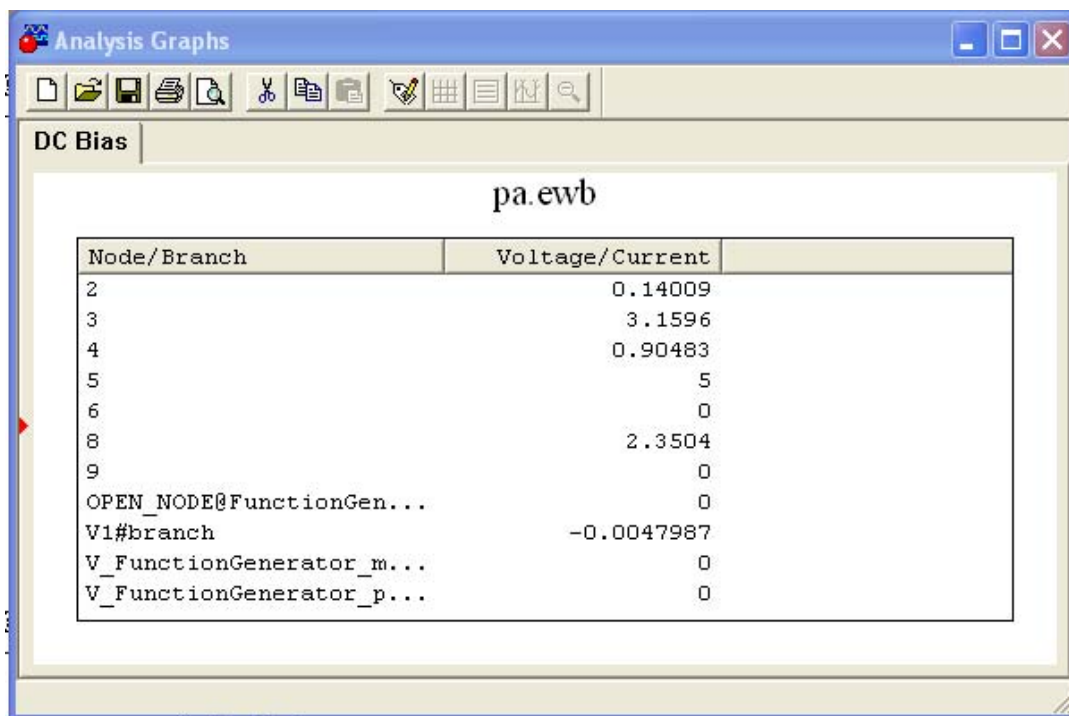 Analysis Graphs
DC Bias
pa.ewb
Node/Branch Voltage/Current
2 0.14009
3 3.1596
4 0.90483
5 5
6 0
8 2.3504
9 0
OPEN_NODE@FunctionGen... 0
V1#branch -0.0047987
V_FunctionGenerator_m... 0
V_FunctionGenerator_p... 0